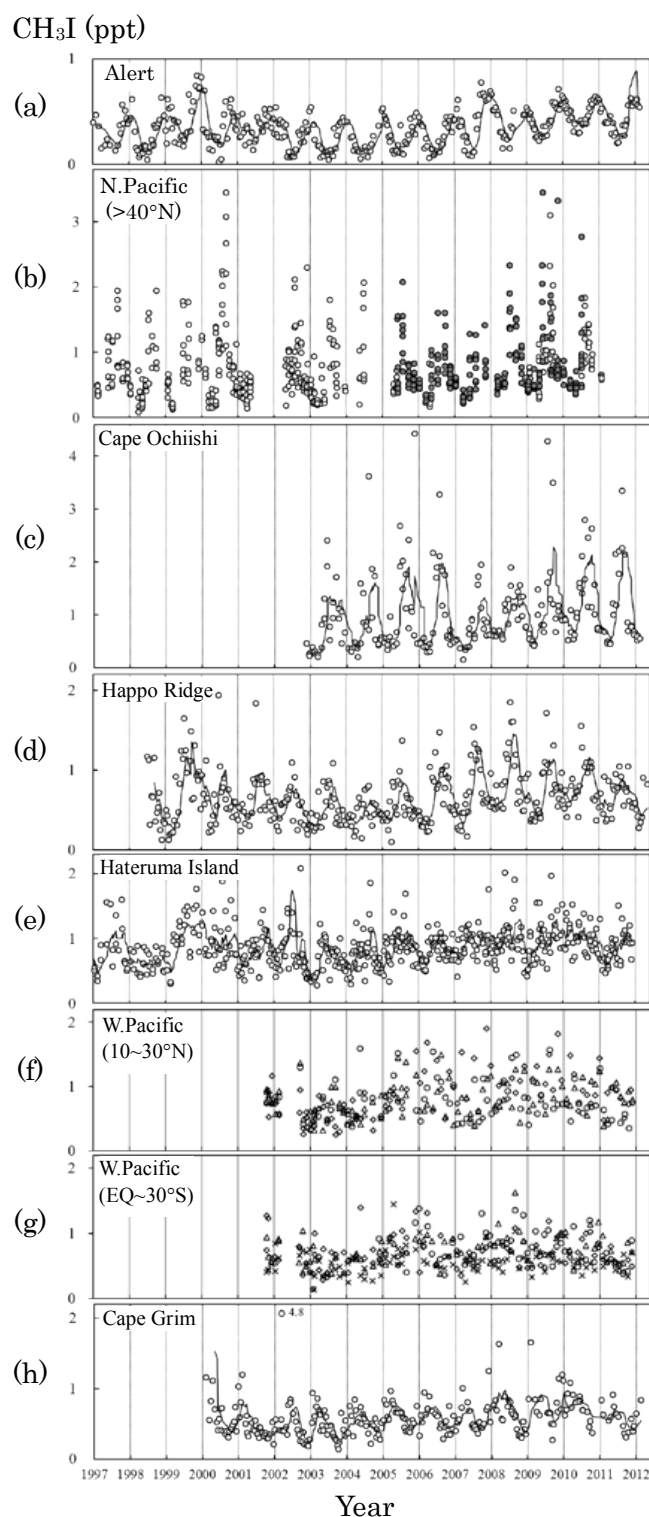 CH₃I (ppt)
(a)
Alert
1
0
(b)
N.Pacific
(>40°N)
3
2
1
0
(c)
Cape Ochiishi
4
3
2
1
0
(d)
Happo Ridge
2
1
0
(e)
Hateruma Island
2
1
0
(f)
W.Pacific
(10~30°N)
2
1
0
(g)
W.Pacific
(EQ~30°S)
2
1
0
(h)
Cape Grim
4.8
2
1
0
1997 1998 1999 2000 2001 2002 2003 2004 2005 2006 2007 2008 2009 2010 2011 2012
Year